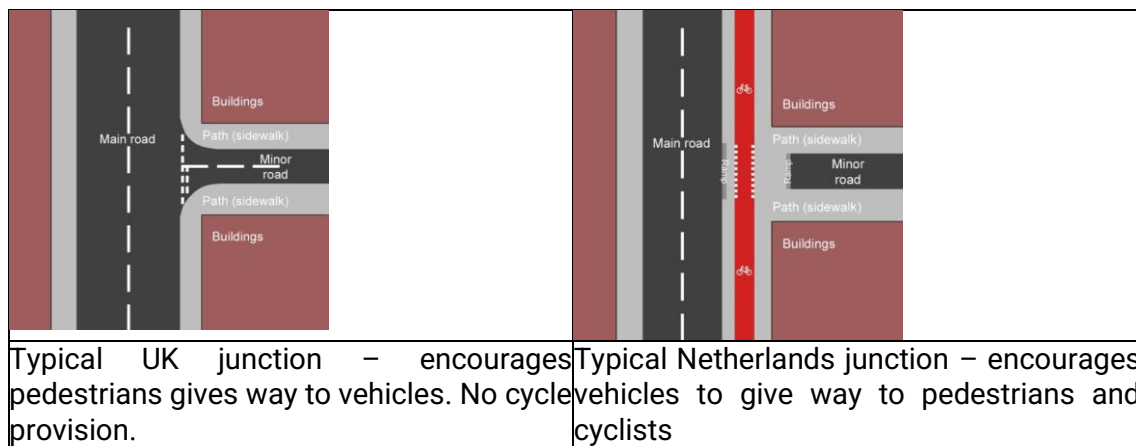 Buildings
Main road
Path (sidewalk)
Minor
road
Path (sidewalk)
Buildings
Buildings
Main road
Path (sidewalk)
Ramp
Ramp
Minor
road
Path (sidewalk)
Buildings
Typical UK junction – encourages
pedestrians gives way to vehicles. No cycle
provision.
Typical Netherlands junction – encourages
vehicles to give way to pedestrians and
cyclists